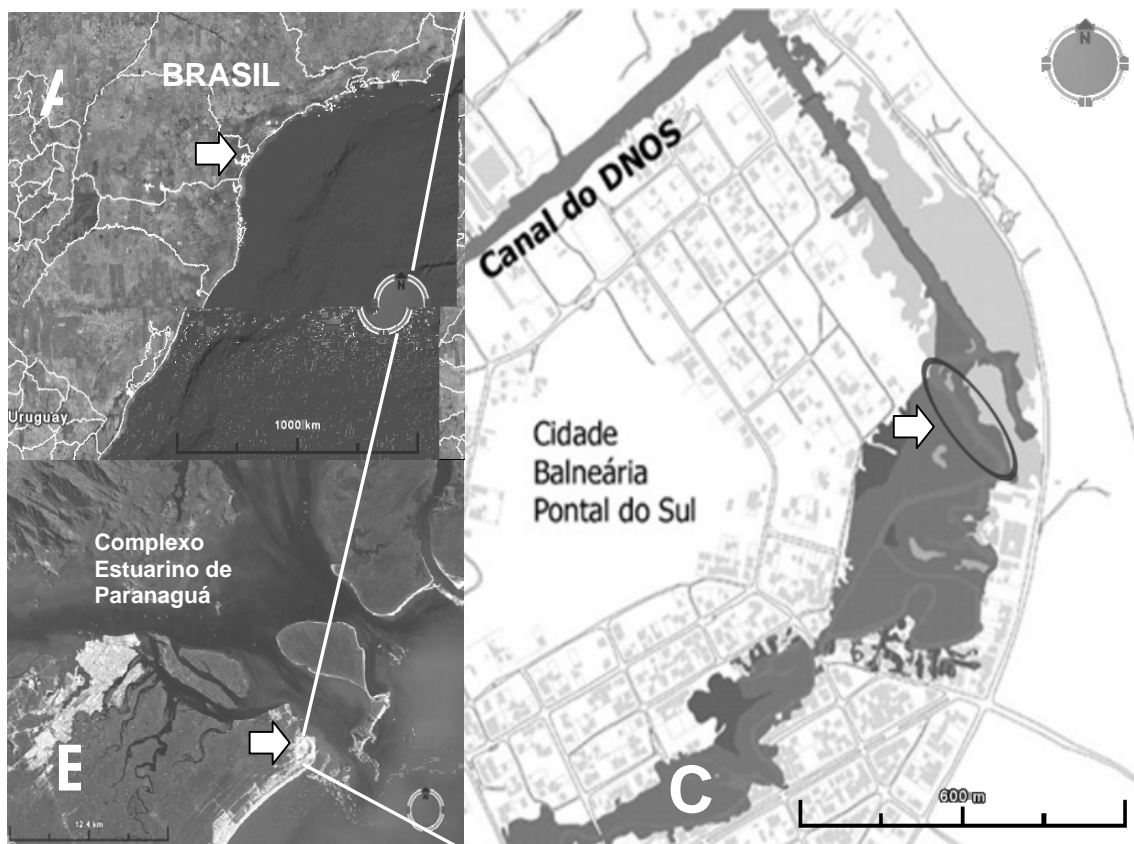 A
BRASIL
N
Uruguay
1000 km
Complexo
Estuarino de
Paranaguá
12.4 km
N
Canal do DNOS
Cidade
Balneária
Pontal do Sul
C
600 m